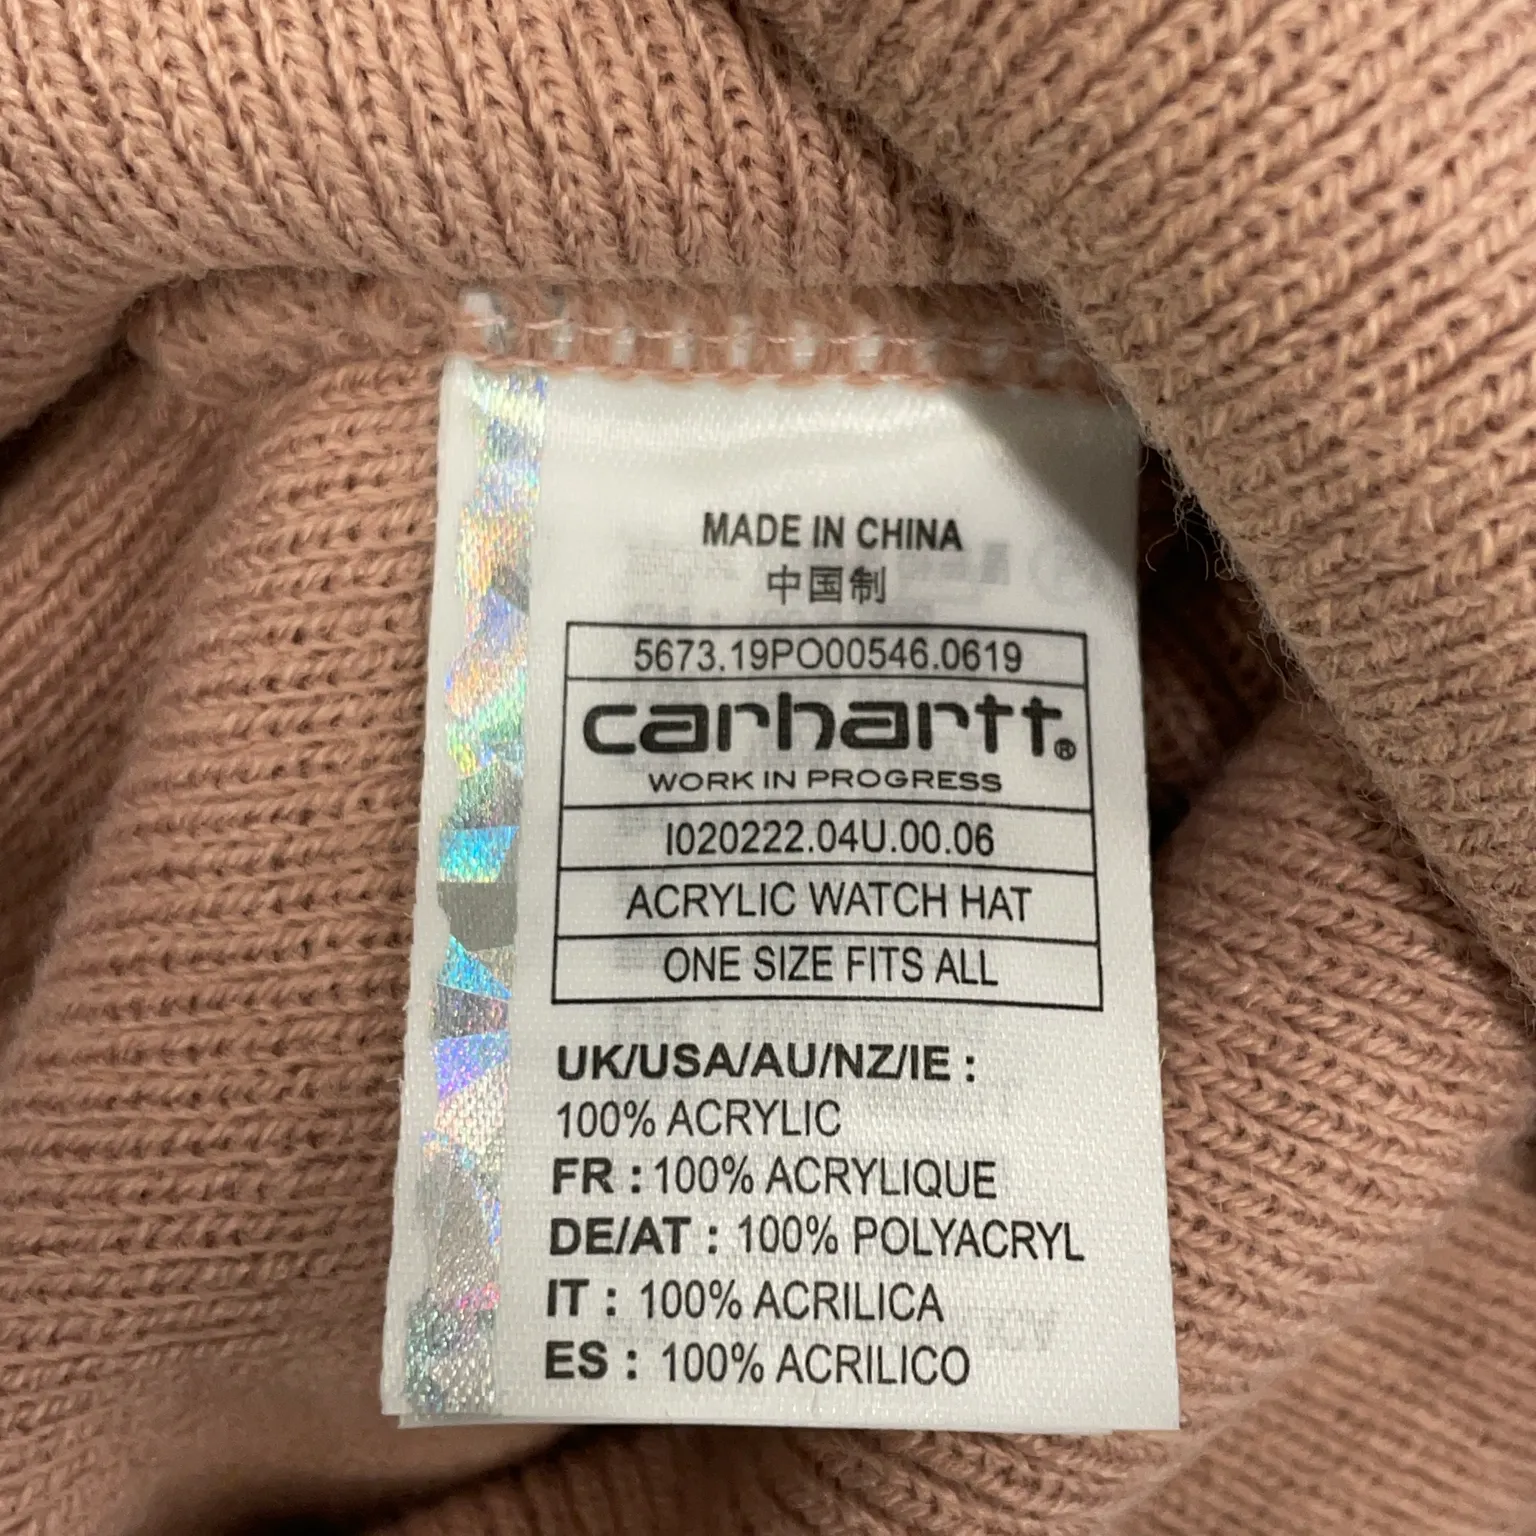 MADE IN CHINA
中国制
5673.19PO00546.0619
carhartt®
WORK IN PROGRESS
I020222.04U.00.06
ACRYLIC WATCH HAT
ONE SIZE FITS ALL
UK/USA/AU/NZ/IE :
100% ACRYLIC
FR : 100% ACRYLIQUE
DE/AT : 100% POLYACRYL
IT : 100% ACRILICA
ES : 100% ACRILICO